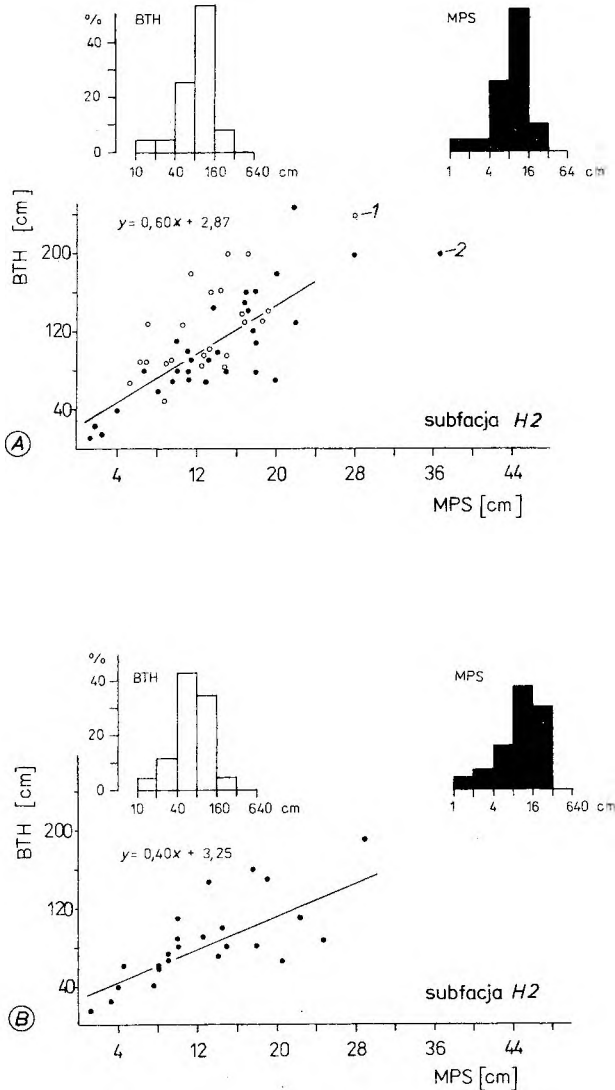 % BTH
40
20
0
10 40 160 640 cm
MPS
1 4 16 64 cm
BTH [cm]
y = 0,60x + 2,87
-1
-2
200
120
40
subfacja H2
A
4 12 20 28 36 44
MPS [cm]
% BTH
40
20
0
10 40 160 640 cm
MPS
1 4 16 640 cm
BTH [cm]
y = 0,40x + 3,25
200
120
40
subfacja H2
B
4 12 20 28 36 44
MPS [cm]